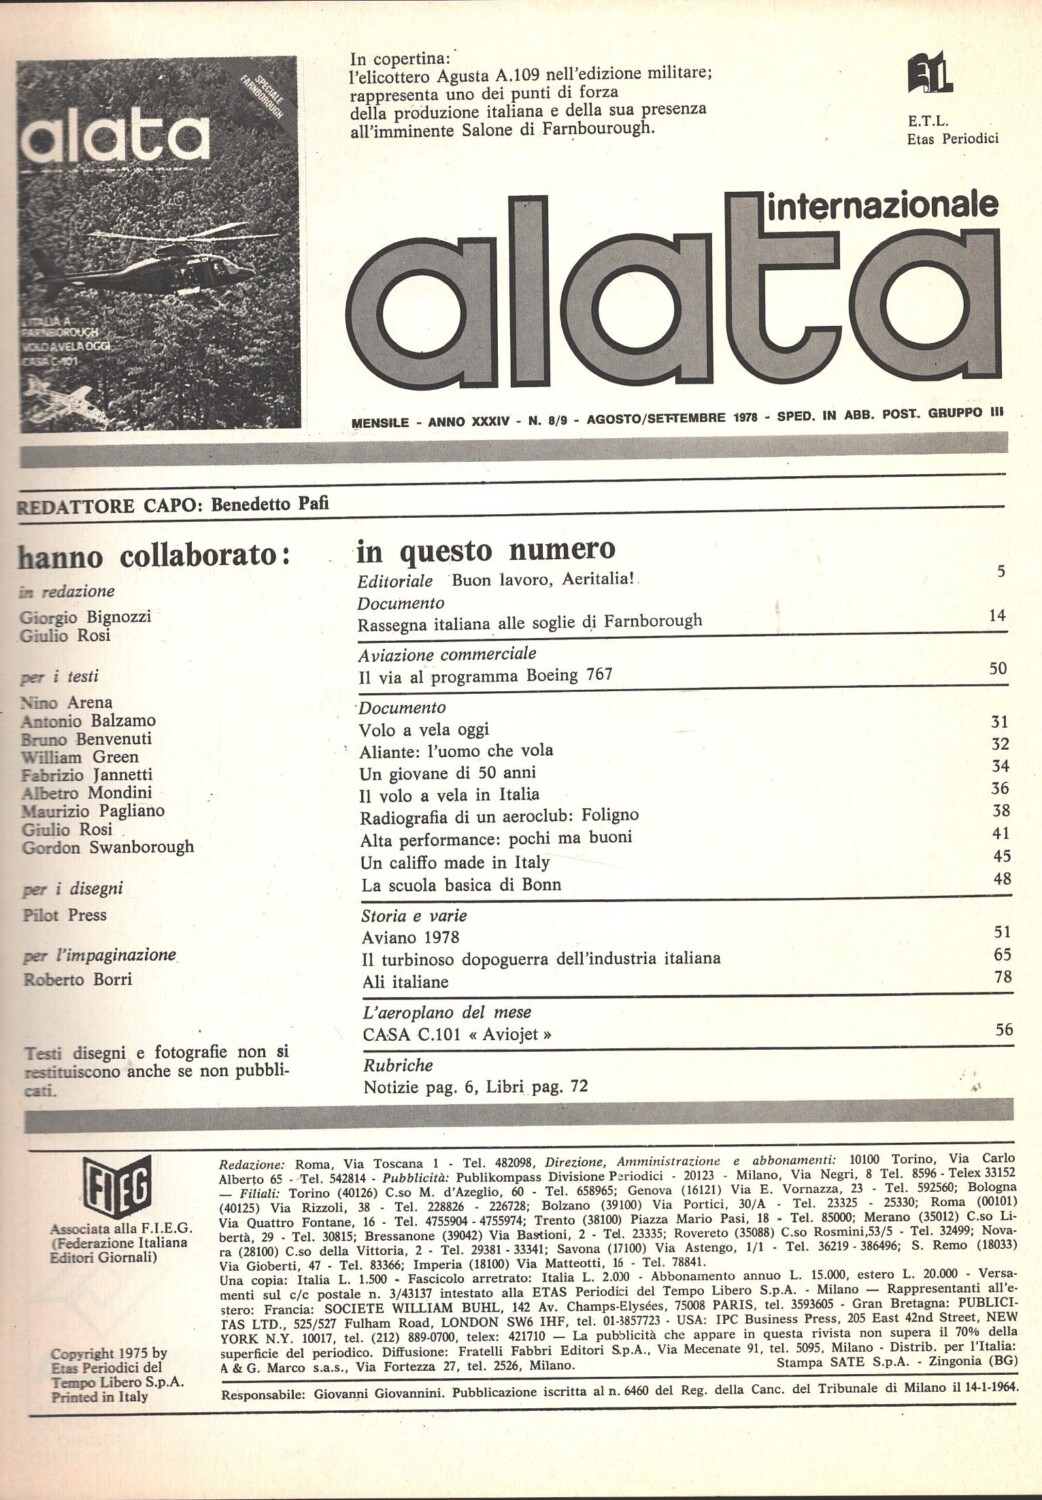 SPECIALE
FARNBOROUGH
alata
L'ITALIA A
FARNBOROUGH
VOLO A VELA OGGI
CASA C-101
In copertina:
l'elicottero Agusta A.109 nell'edizione militare;
rappresenta uno dei punti di forza
della produzione italiana e della sua presenza
all'imminente Salone di Farnbourough.
ETL
E.T.L.
Etas Periodici
internazionale
alata
MENSILE - ANNO XXXIV - N. 8/9 - AGOSTO/SETTEMBRE 1978 - SPED. IN ABB. POST. GRUPPO III
REDATTORE CAPO: Benedetto Pafi
hanno collaborato:
in redazione
Giorgio Bignozzi
Giulio Rosi
per i testi
Nino Arena
Antonio Balzamo
Bruno Benvenuti
William Green
Fabrizio Jannetti
Albetro Mondini
Maurizio Pagliano
Giulio Rosi
Gordon Swanborough
per i disegni
Pilot Press
per l'impaginazione
Roberto Borri
Testi disegni e fotografie non si
restituiscono anche se non pubbli-
cati.
in questo numero
Editoriale Buon lavoro, Aeritalia! 5
Documento
Rassegna italiana alle soglie di Farnborough 14
Aviazione commerciale
Il via al programma Boeing 767 50
Documento
Volo a vela oggi 31
Aliante: l'uomo che vola 32
Un giovane di 50 anni 34
Il volo a vela in Italia 36
Radiografia di un aeroclub: Foligno 38
Alta performance: pochi ma buoni 41
Un califfo made in Italy 45
La scuola basica di Bonn 48
Storia e varie
Aviano 1978 51
Il turbinoso dopoguerra dell'industria italiana 65
Ali italiane 78
L'aeroplano del mese
CASA C.101 « Aviojet » 56
Rubriche
Notizie pag. 6, Libri pag. 72
FIEG
Associata alla F.I.E.G.
(Federazione Italiana
Editori Giornali)
Copyright 1975 by
Etas Periodici del
Tempo Libero S.p.A.
Printed in Italy
Redazione: Roma, Via Toscana 1 - Tel. 482098, Direzione, Amministrazione e abbonamenti: 10100 Torino, Via Carlo
Alberto 65 - Tel. 542814 - Pubblicità: Publikompass Divisione Periodici - 20123 - Milano, Via Negri, 8 Tel. 8596 - Telex 33152
— Filiali: Torino (40126) C.so M. d'Azeglio, 60 - Tel. 658965; Genova (16121) Via E. Vornazza, 23 - Tel. 592560; Bologna
(40125) Via Rizzoli, 38 - Tel. 228826 - 226728; Bolzano (39100) Via Portici, 30/A - Tel. 23325 - 25330; Roma (00101)
Via Quattro Fontane, 16 - Tel. 4755904 - 4755974; Trento (38100) Piazza Mario Pasi, 18 - Tel. 85000; Merano (35012) C.so Li-
bertà, 29 - Tel. 30815; Bressanone (39042) Via Bastioni, 2 - Tel. 23335; Rovereto (35088) C.so Rosmini,53/5 - Tel. 32499; Nova-
ra (28100) C.so della Vittoria, 2 - Tel. 29381 - 33341; Savona (17100) Via Astengo, 1/1 - Tel. 36219 - 386496; S. Remo (18033)
Via Gioberti, 47 - Tel. 83366; Imperia (18100) Via Matteotti, 16 - Tel. 78841.
Una copia: Italia L. 1.500 - Fascicolo arretrato: Italia L. 2.000 - Abbonamento annuo L. 15.000, estero L. 20.000 - Versa-
menti sul c/c postale n. 3/43137 intestato alla ETAS Periodici del Tempo Libero S.p.A. - Milano — Rappresentanti all'e-
stero: Francia: SOCIETE WILLIAM BUHL, 142 Av. Champs-Elysées, 75008 PARIS, tel. 3593605 - Gran Bretagna: PUBLICI-
TAS LTD., 525/527 Fulham Road, LONDON SW6 IHF, tel. 01-3857723 - USA: IPC Business Press, 205 East 42nd Street, NEW
YORK N.Y. 10017, tel. (212) 889-0700, telex: 421710 — La pubblicità che appare in questa rivista non supera il 70% della
superficie del periodico. Diffusione: Fratelli Fabbri Editori S.p.A., Via Mecenate 91, tel. 5095, Milano - Distrib. per l'Italia:
A & G. Marco s.a.s., Via Fortezza 27, tel. 2526, Milano. Stampa SATE S.p.A. - Zingonia (BG)
Responsabile: Giovanni Giovannini. Pubblicazione iscritta al n. 6460 del Reg. della Canc. del Tribunale di Milano il 14-1-1964.